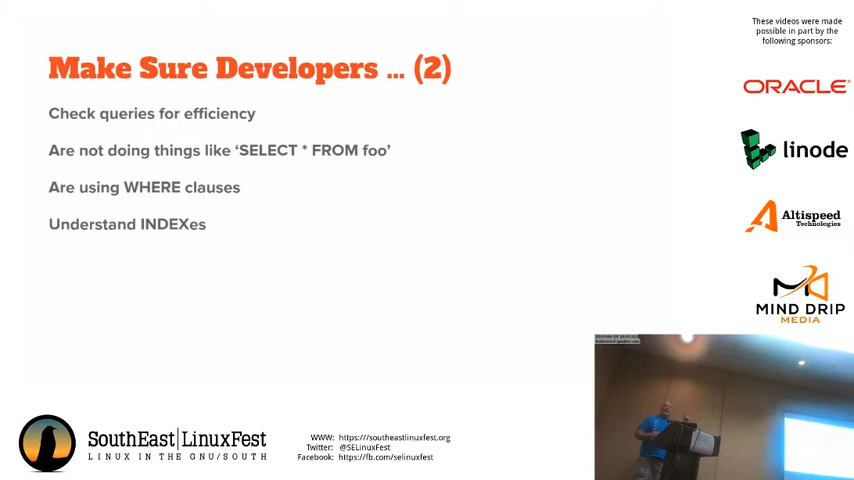 These videos were made
possible in part by the
following sponsors:
Make Sure Developers ... (2)
Check queries for efficiency
Are not doing things like ‘SELECT * FROM foo’
Are using WHERE clauses
Understand INDEXes
ORACLE
linode
Altispeed
Technologies
MIND DRIP
MEDIA
SouthEast|LinuxFest
LINUX IN THE GNU/SOUTH
WWW: https:///southeastlinuxfest.org
Twitter: @SELinuxFest
Facebook: https://fb.com/selinuxfest